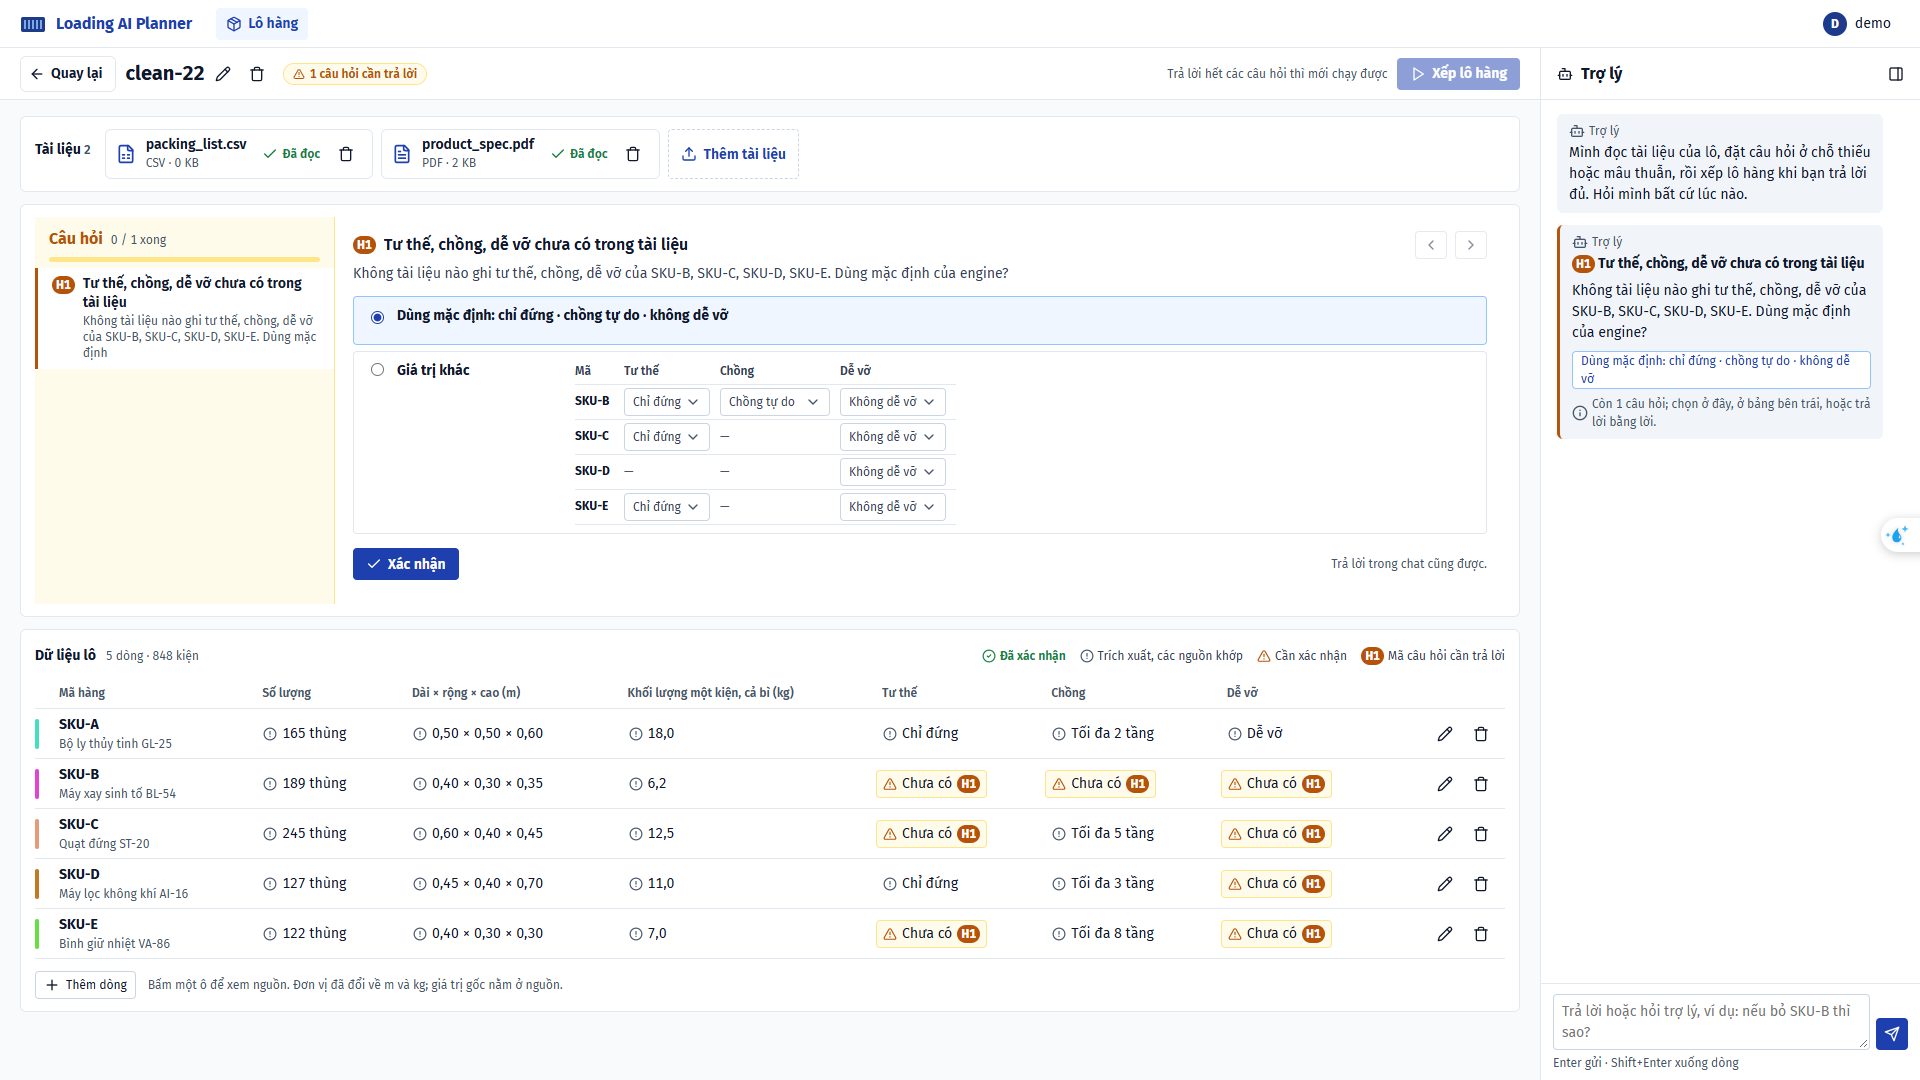 Loading AI Planner
Lô hàng
D demo
Quay lại
clean-22
1 câu hỏi cần trả lời
Trả lời hết các câu hỏi thì mới chạy được
Xếp lô hàng
Tài liệu 2
packing_list.csv
CSV · 0 KB
Đã đọc
product_spec.pdf
PDF · 2 KB
Đã đọc
Thêm tài liệu
Câu hỏi 0 / 1 xong
H1 Tư thế, chồng, dễ vỡ chưa có trong
tài liệu
Không tài liệu nào ghi tư thế, chồng, dễ vỡ
của SKU-B, SKU-C, SKU-D, SKU-E. Dùng mặc
định
H1 Tư thế, chồng, dễ vỡ chưa có trong tài liệu
Không tài liệu nào ghi tư thế, chồng, dễ vỡ của SKU-B, SKU-C, SKU-D, SKU-E. Dùng mặc định của engine?
Dùng mặc định: chỉ đứng · chồng tự do · không dễ vỡ
Giá trị khác
Mã Tư thế Chồng Dễ vỡ
SKU-B Chỉ đứng Chồng tự do Không dễ vỡ
SKU-C Chỉ đứng — Không dễ vỡ
SKU-D — — Không dễ vỡ
SKU-E Chỉ đứng — Không dễ vỡ
Xác nhận
Trả lời trong chat cũng được.
Dữ liệu lô 5 dòng · 848 kiện
Đã xác nhận Trích xuất, các nguồn khớp Cần xác nhận H1 Mã câu hỏi cần trả lời
Mã hàng Số lượng Dài × rộng × cao (m) Khối lượng một kiện, cả bì (kg) Tư thế Chồng Dễ vỡ
SKU-A
Bộ ly thủy tinh GL-25
165 thùng 0,50 × 0,50 × 0,60 18,0 Chỉ đứng Tối đa 2 tầng Dễ vỡ
SKU-B
Máy xay sinh tố BL-54
189 thùng 0,40 × 0,30 × 0,35 6,2 Chưa có H1 Chưa có H1 Chưa có H1
SKU-C
Quạt đứng ST-20
245 thùng 0,60 × 0,40 × 0,45 12,5 Chưa có H1 Tối đa 5 tầng Chưa có H1
SKU-D
Máy lọc không khí AI-16
127 thùng 0,45 × 0,40 × 0,70 11,0 Chỉ đứng Tối đa 3 tầng Chưa có H1
SKU-E
Bình giữ nhiệt VA-86
122 thùng 0,40 × 0,30 × 0,30 7,0 Chưa có H1 Tối đa 8 tầng Chưa có H1
Thêm dòng
Bấm một ô để xem nguồn. Đơn vị đã đổi về m và kg; giá trị gốc nằm ở nguồn.
Trợ lý
Trợ lý
Mình đọc tài liệu của lô, đặt câu hỏi ở chỗ thiếu
hoặc mâu thuẫn, rồi xếp lô hàng khi bạn trả lời
đủ. Hỏi mình bất cứ lúc nào.
Trợ lý
H1 Tư thế, chồng, dễ vỡ chưa có trong tài liệu
Không tài liệu nào ghi tư thế, chồng, dễ vỡ của
SKU-B, SKU-C, SKU-D, SKU-E. Dùng mặc định
của engine?
Dùng mặc định: chỉ đứng · chồng tự do · không dễ
vỡ
Còn 1 câu hỏi; chọn ở đây, ở bảng bên trái, hoặc trả
lời bằng lời.
Trả lời hoặc hỏi trợ lý, ví dụ: nếu bỏ SKU-B thì
sao?
Enter gửi · Shift+Enter xuống dòng